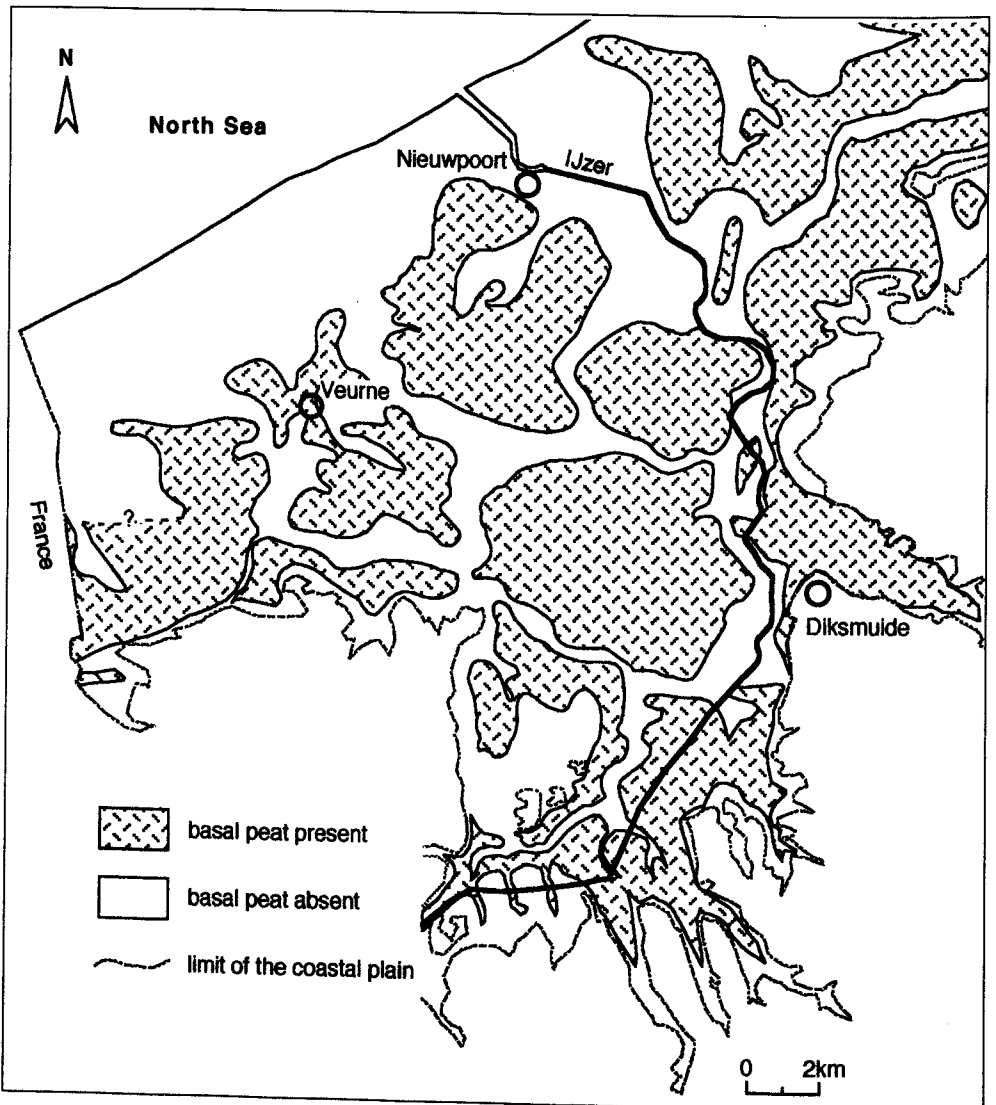 N
North Sea
Nieuwpoort
IJzer
Veurne
France
?
Diksmuide
basal peat present
basal peat absent
limit of the coastal plain
0 2km